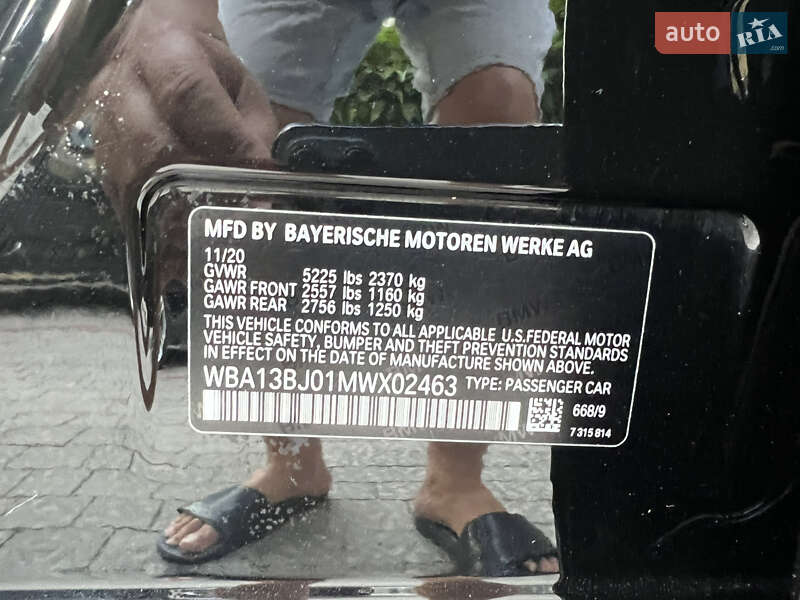 auto RIA.com
MFD BY BAYERISCHE MOTOREN WERKE AG
11/20
GVWR 5225 lbs 2370 kg
GAWR FRONT 2557 lbs 1160 kg
GAWR REAR 2756 lbs 1250 kg
THIS VEHICLE CONFORMS TO ALL APPLICABLE U.S.FEDERAL MOTOR
VEHICLE SAFETY, BUMPER AND THEFT PREVENTION STANDARDS
IN EFFECT ON THE DATE OF MANUFACTURE SHOWN ABOVE.
WBA13BJ01MWX02463 TYPE: PASSENGER CAR
668/9
7 315 814